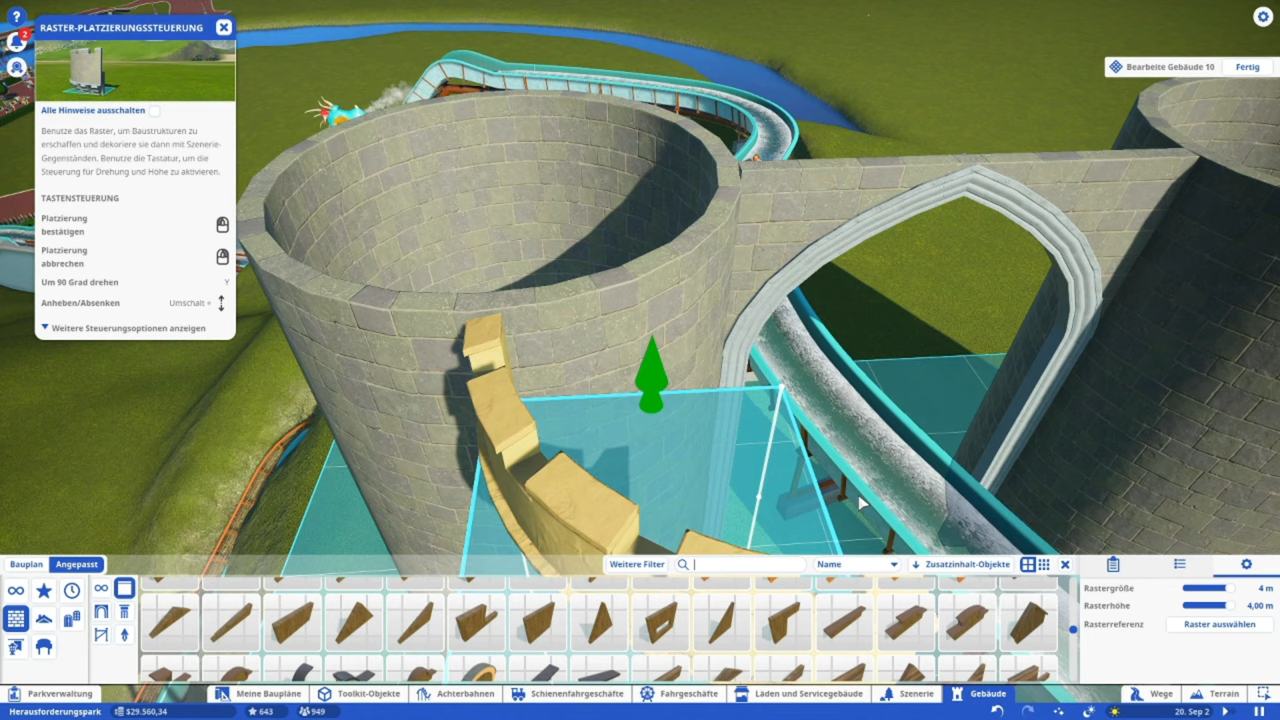 ?
2
RASTER-PLATZIERUNGSSTEUERUNG
Alle Hinweise ausschalten
Benutze das Raster, um Baustrukturen zu
erschaffen und dekoriere sie dann mit Szenerie-
Gegenständen. Benutze die Tastatur, um die
Steuerung für Drehung und Höhe zu aktivieren.
TASTENSTEUERUNG
Platzierung
bestätigen
Platzierung
abbrechen
Um 90 Grad drehen Y
Anheben/Absenken Umschalt +
Weitere Steuerungsoptionen anzeigen
Bearbeite Gebäude 10 Fertig
Bauplan Angepasst Weitere Filter Name Zusatzinhalt-Objekte
Rastergröße 4 m
Rasterhöhe 4,00 m
Rasterreferenz Raster auswählen
Parkverwaltung Meine Baupläne Toolkit-Objekte Achterbahnen Schienenfahrgeschäfte Fahrgeschäfte Läden und Servicegebäude Szenerie Gebäude Wege Terrain
Herausforderungspark $29.560,34 643 949 20. Sep 2